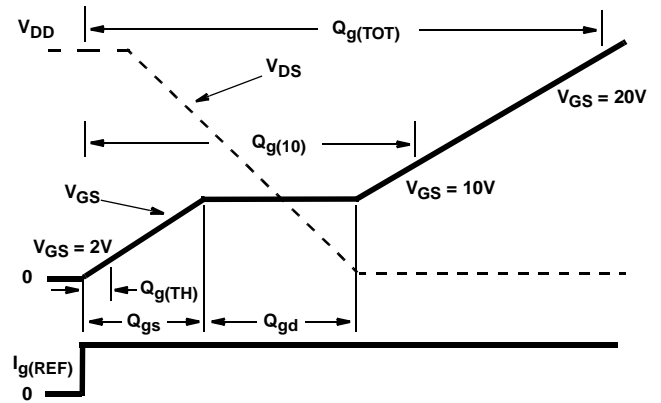 V_DD
Q_g(TOT)
V_DS
V_GS = 20V
Q_g(10)
V_GS
V_GS = 10V
V_GS = 2V
0
Q_g(TH)
Q_gs
Q_gd
I_g(REF)
0